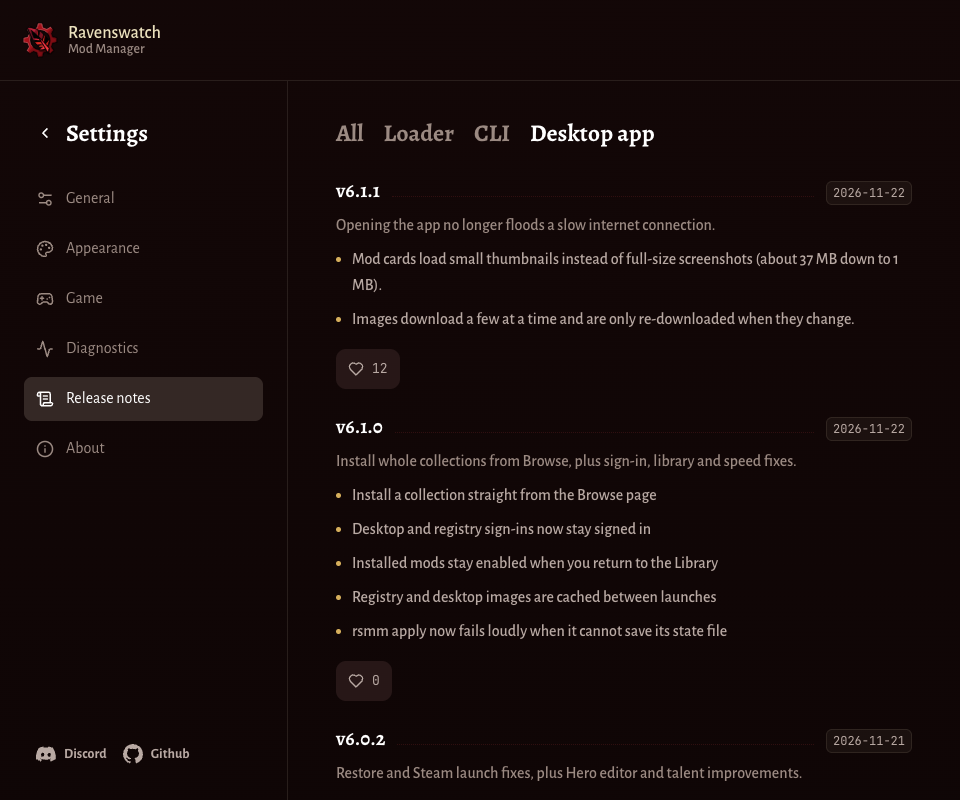 Ravenswatch
Mod Manager
Settings
General
Appearance
Game
Diagnostics
Release notes
About
Discord
Github
All Loader CLI Desktop app
v6.1.1 2026-11-22
Opening the app no longer floods a slow internet connection.
Mod cards load small thumbnails instead of full-size screenshots (about 37 MB down to 1
MB).
Images download a few at a time and are only re-downloaded when they change.
12
v6.1.0 2026-11-22
Install whole collections from Browse, plus sign-in, library and speed fixes.
Install a collection straight from the Browse page
Desktop and registry sign-ins now stay signed in
Installed mods stay enabled when you return to the Library
Registry and desktop images are cached between launches
rsmm apply now fails loudly when it cannot save its state file
0
v6.0.2 2026-11-21
Restore and Steam launch fixes, plus Hero editor and talent improvements.